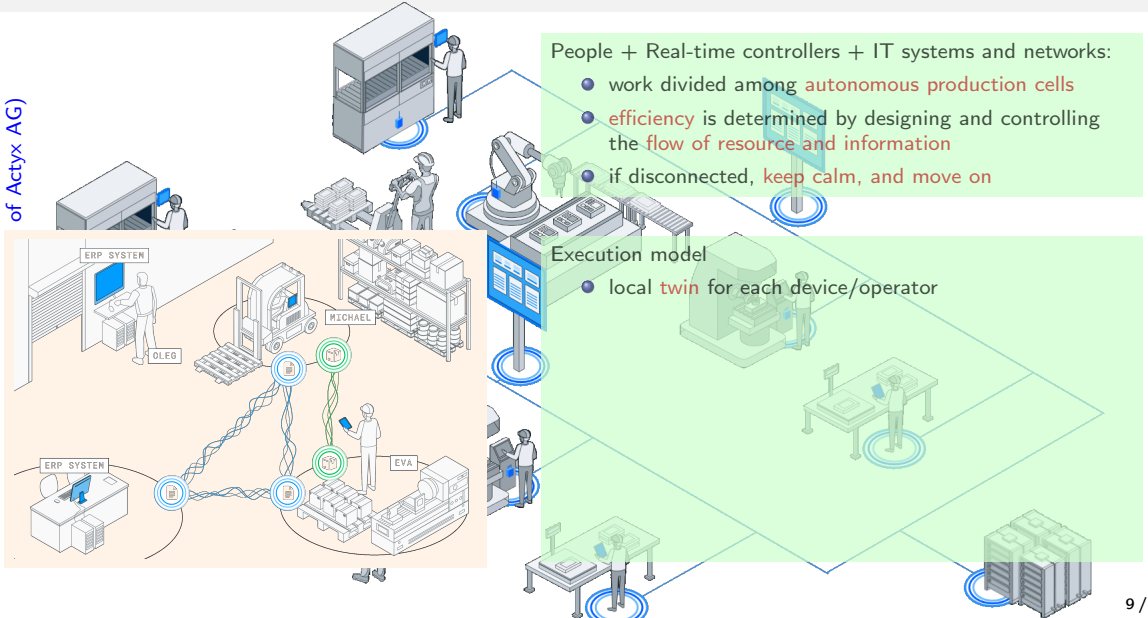 of Actyx AG)
People + Real-time controllers + IT systems and networks:
work divided among autonomous production cells
efficiency is determined by designing and controlling
the flow of resource and information
if disconnected, keep calm, and move on
Execution model
local twin for each device/operator
ERP SYSTEM
OLEG
MICHAEL
ERP SYSTEM
EVA
9 /